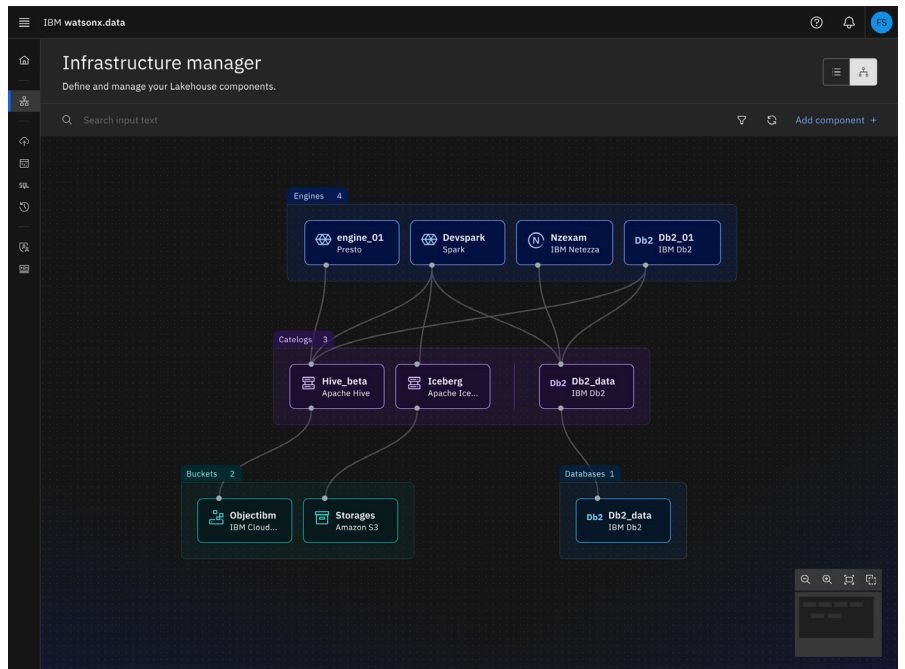 IBM watsonx.data
FS
Infrastructure manager
Define and manage your Lakehouse components.
Search input text
Add component +
SQL
Engines 4
engine_01
Presto
Devspark
Spark
N
Nzexam
IBM Netezza
Db2 Db2_01
IBM Db2
Catelogs 3
Hive_beta
Apache Hive
Iceberg
Apache Ice...
Db2 Db2_data
IBM Db2
Buckets 2
Objectibm
IBM Cloud...
Storages
Amazon S3
Databases 1
Db2 Db2_data
IBM Db2